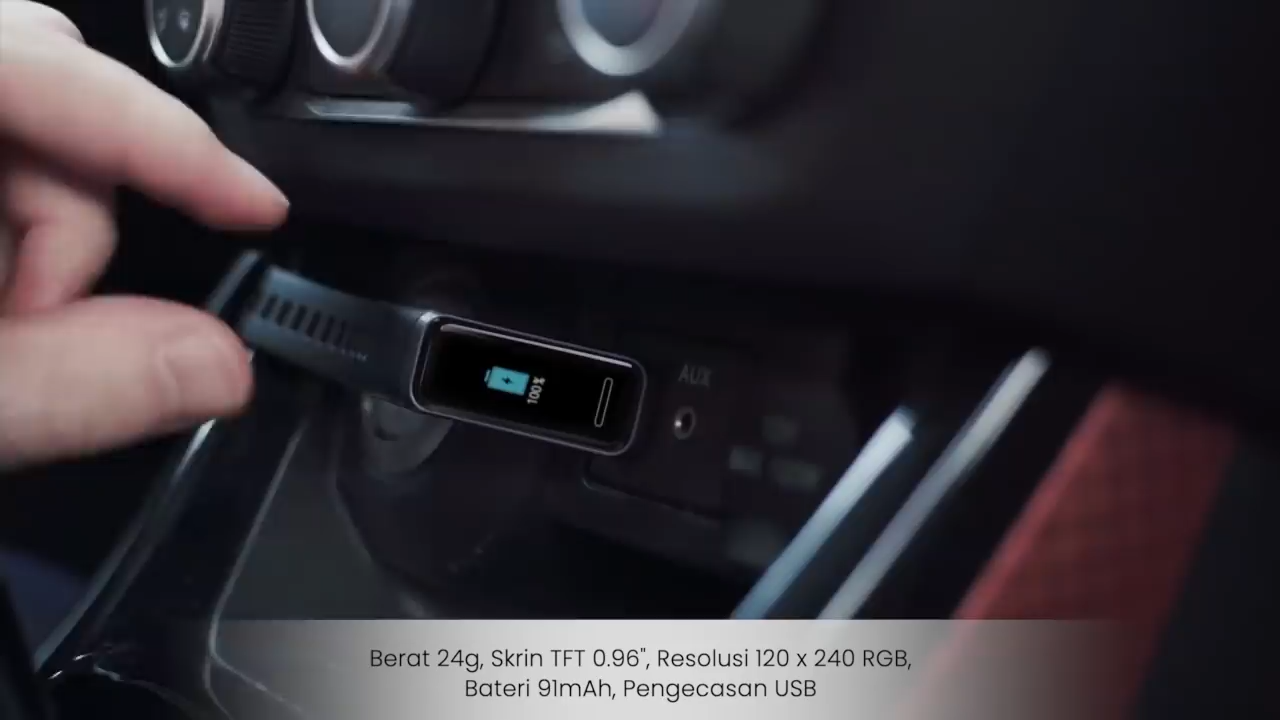 100%
AUX
Berat 24g, Skrin TFT 0.96", Resolusi 120 x 240 RGB,
Bateri 91mAh, Pengecasan USB